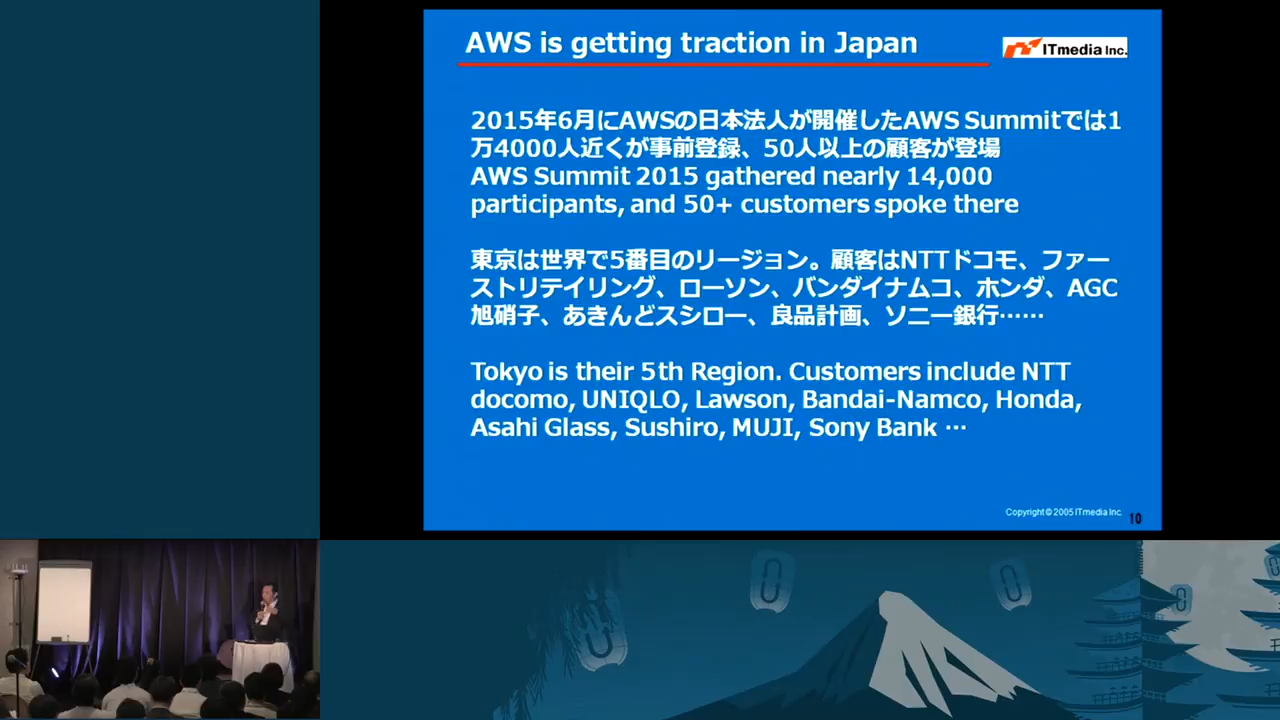 AWS is getting traction in Japan
ITmedia Inc.
2015年6月にAWSの日本法人が開催したAWS Summitでは1
万4000人近くが事前登録、50人以上の顧客が登場
AWS Summit 2015 gathered nearly 14,000
participants, and 50+ customers spoke there
東京は世界で5番目のリージョン。顧客はNTTドコモ、ファー
ストリテイリング、ローソン、バンダイナムコ、ホンダ、AGC
旭硝子、あきんどスシロー、良品計画、ソニー銀行……
Tokyo is their 5th Region. Customers include NTT
docomo, UNIQLO, Lawson, Bandai-Namco, Honda,
Asahi Glass, Sushiro, MUJI, Sony Bank …
Copyright © 2005 ITmedia Inc.
10